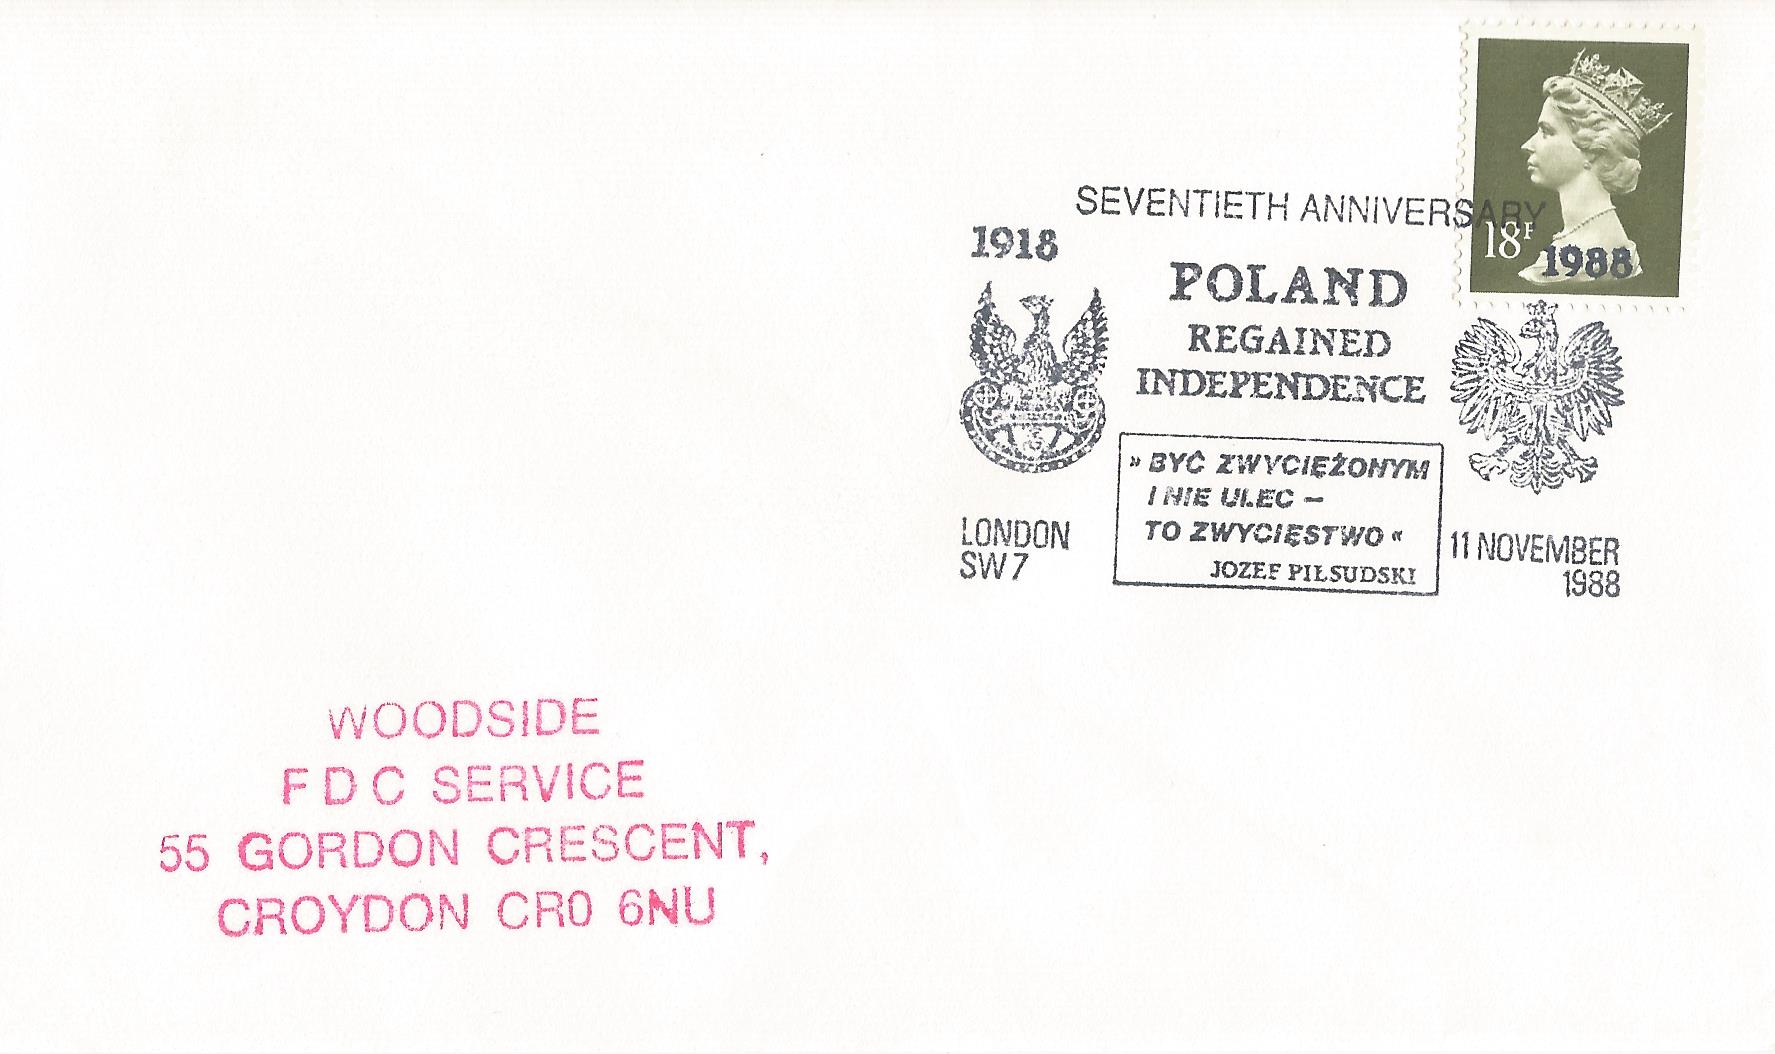 SEVENTIETH ANNIVERSARY
1918
1988
18P
POLAND
REGAINED
INDEPENDENCE
» BYĆ ZWYCIĘŻONYM
I NIE ULEC –
TO ZWYCIĘSTWO «
JOZEF PIŁSUDSKI
LONDON
SW7
11 NOVEMBER
1988
WOODSIDE
F D C SERVICE
55 GORDON CRESCENT,
CROYDON CR0 6NU